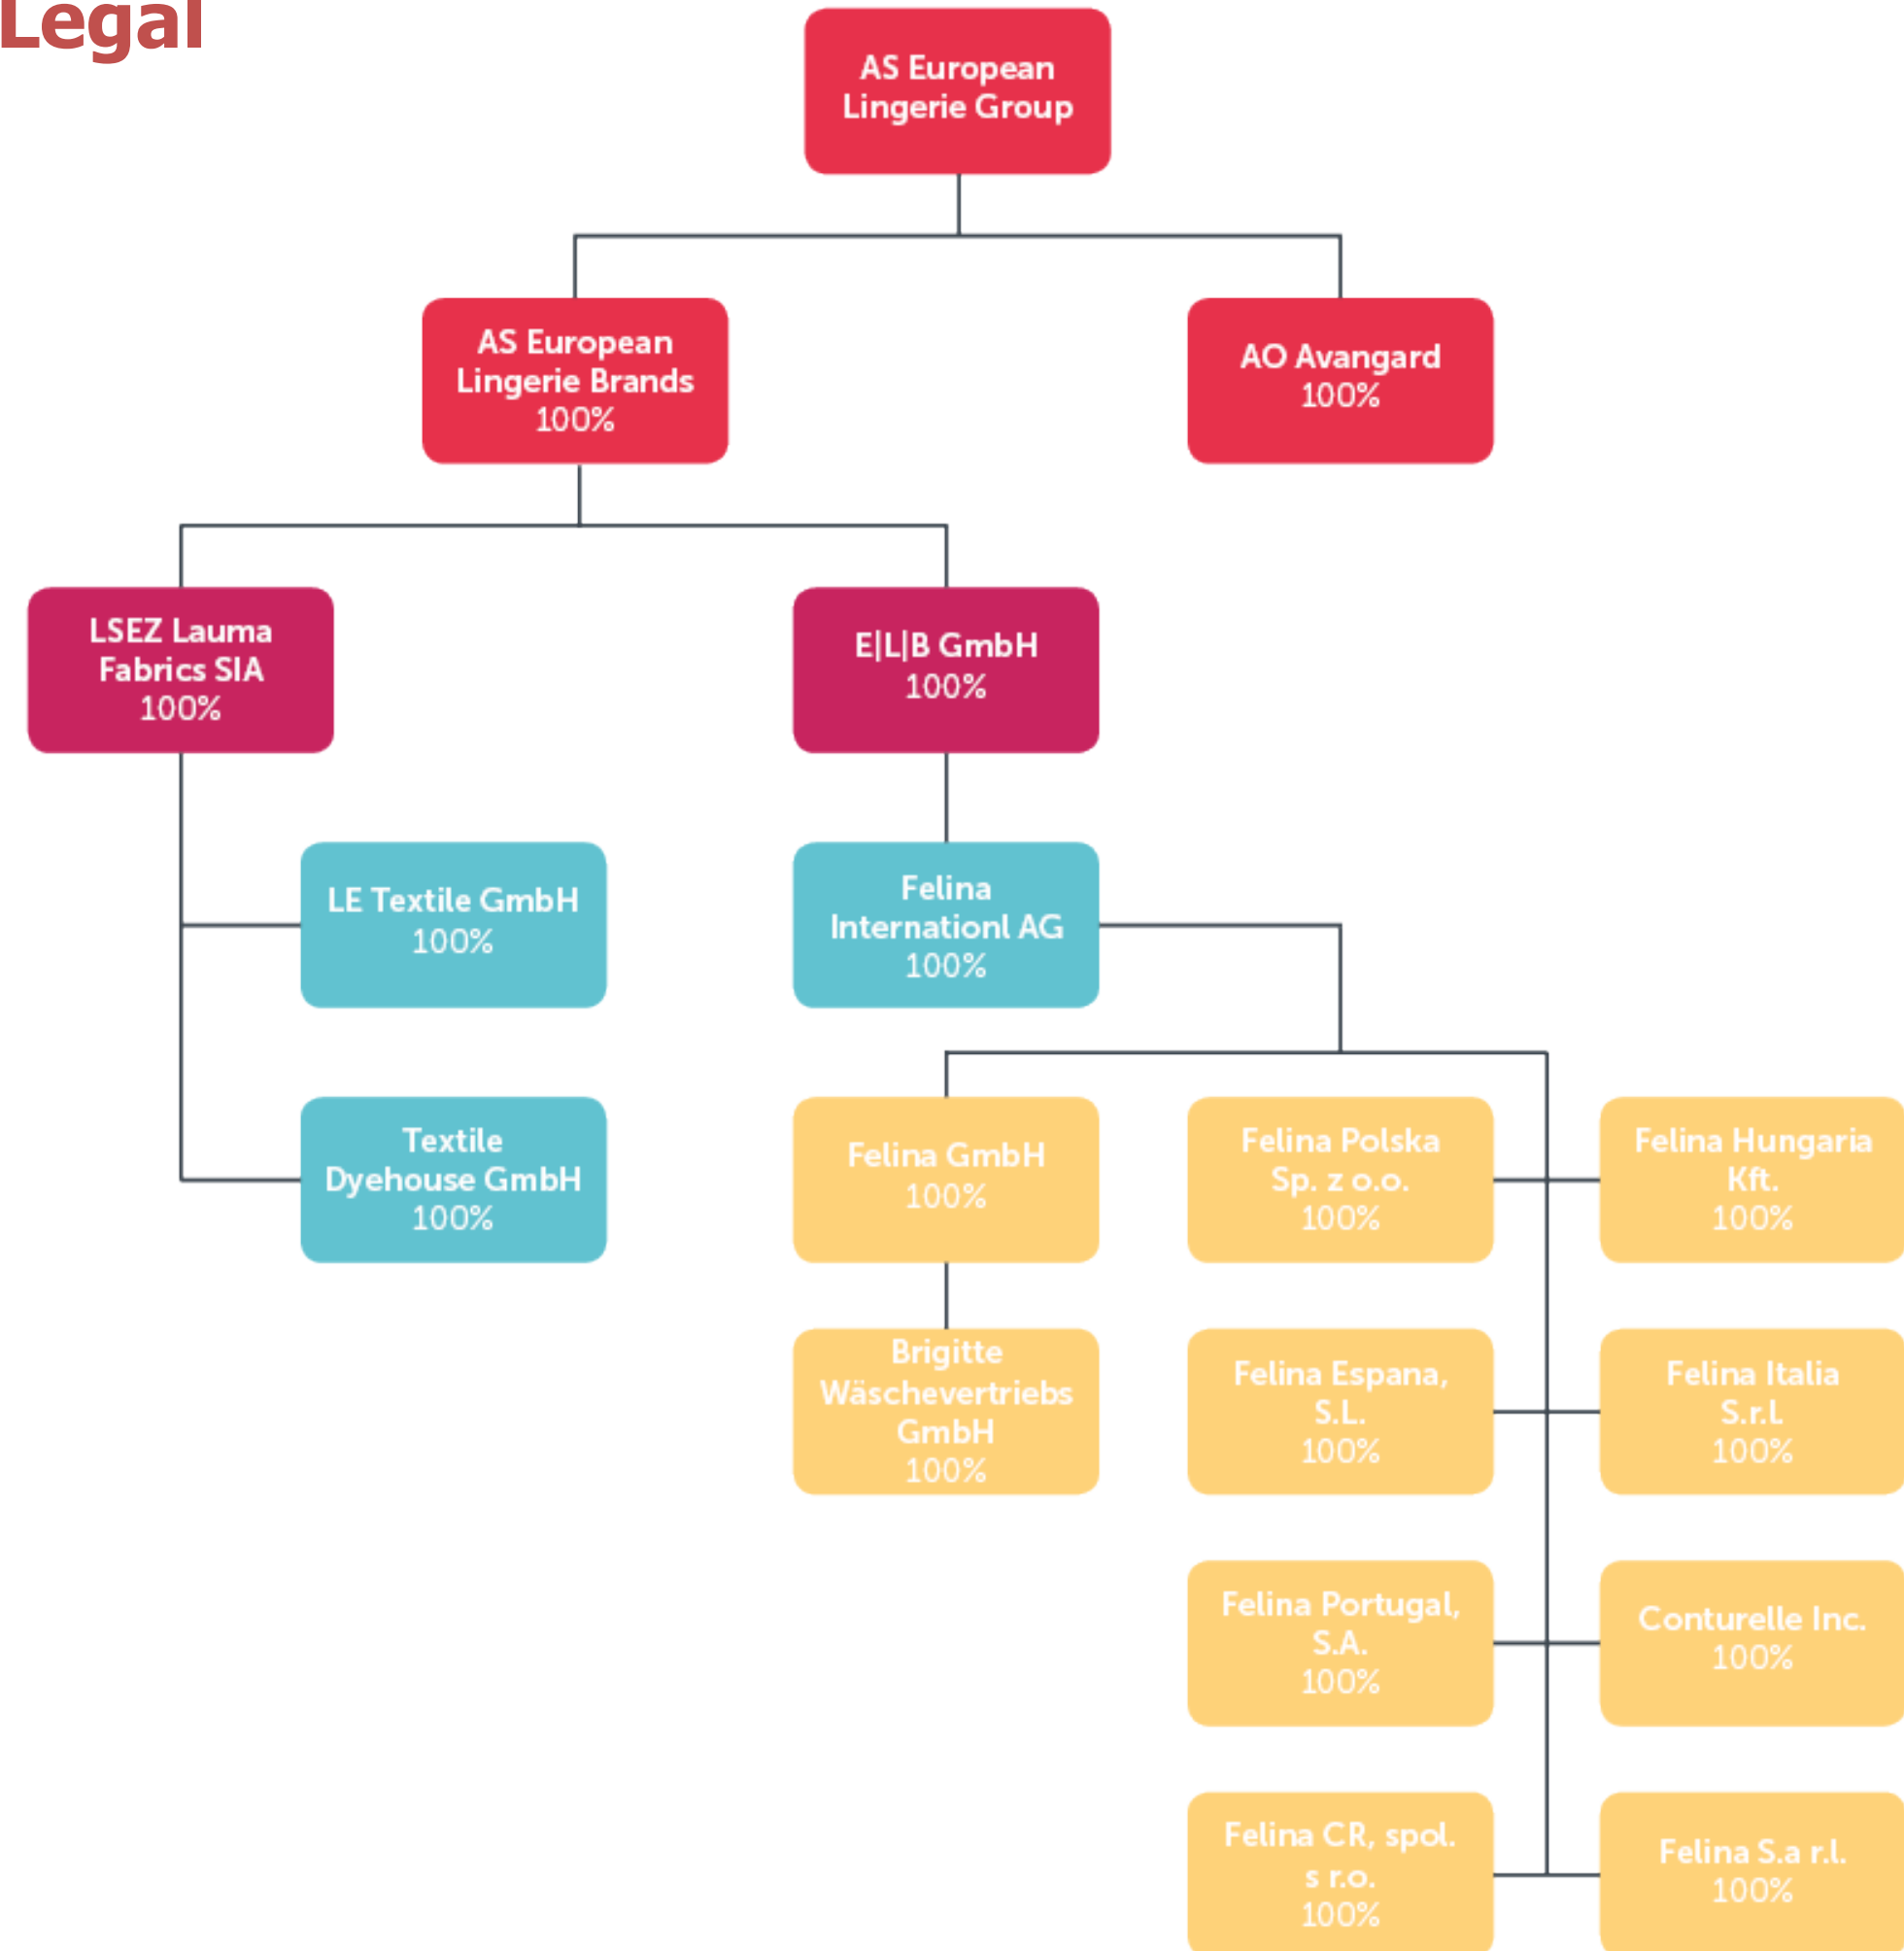 Legal
AS European
Lingerie Group
AS European
Lingerie Brands
100%
AO Avangard
100%
LSEZ Lauma
Fabrics SIA
100%
E|L|B GmbH
100%
LE Textile GmbH
100%
Felina
Internationl AG
100%
Textile
Dyehouse GmbH
100%
Felina GmbH
100%
Felina Polska
Sp. z o.o.
100%
Felina Hungaria
Kft.
100%
Brigitte
Wäschevertriebs
GmbH
100%
Felina Espana,
S.L.
100%
Felina Italia
S.r.l.
100%
Felina Portugal,
S.A.
100%
Conturelle Inc.
100%
Felina CR, spol.
s r.o.
100%
Felina S.a r.l.
100%